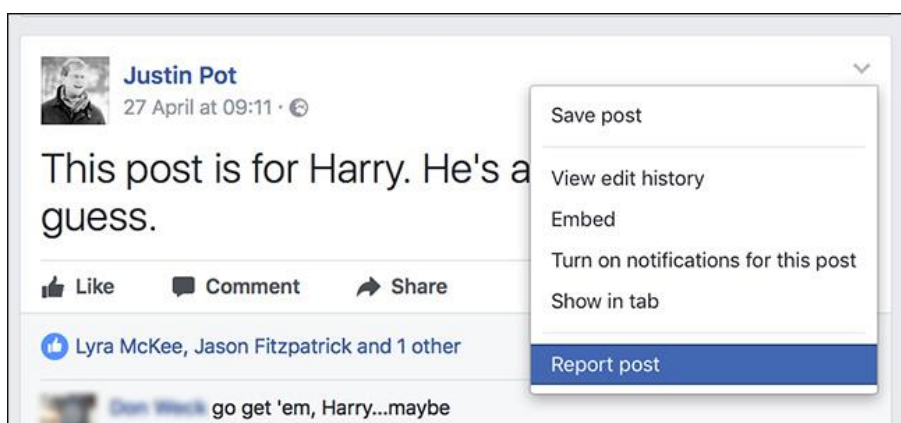 Justin Pot
27 April at 09:11 ·
This post is for Harry. He's a
guess.
Like Comment Share
Lyra McKee, Jason Fitzpatrick and 1 other
go get 'em, Harry...maybe
Save post
View edit history
Embed
Turn on notifications for this post
Show in tab
Report post